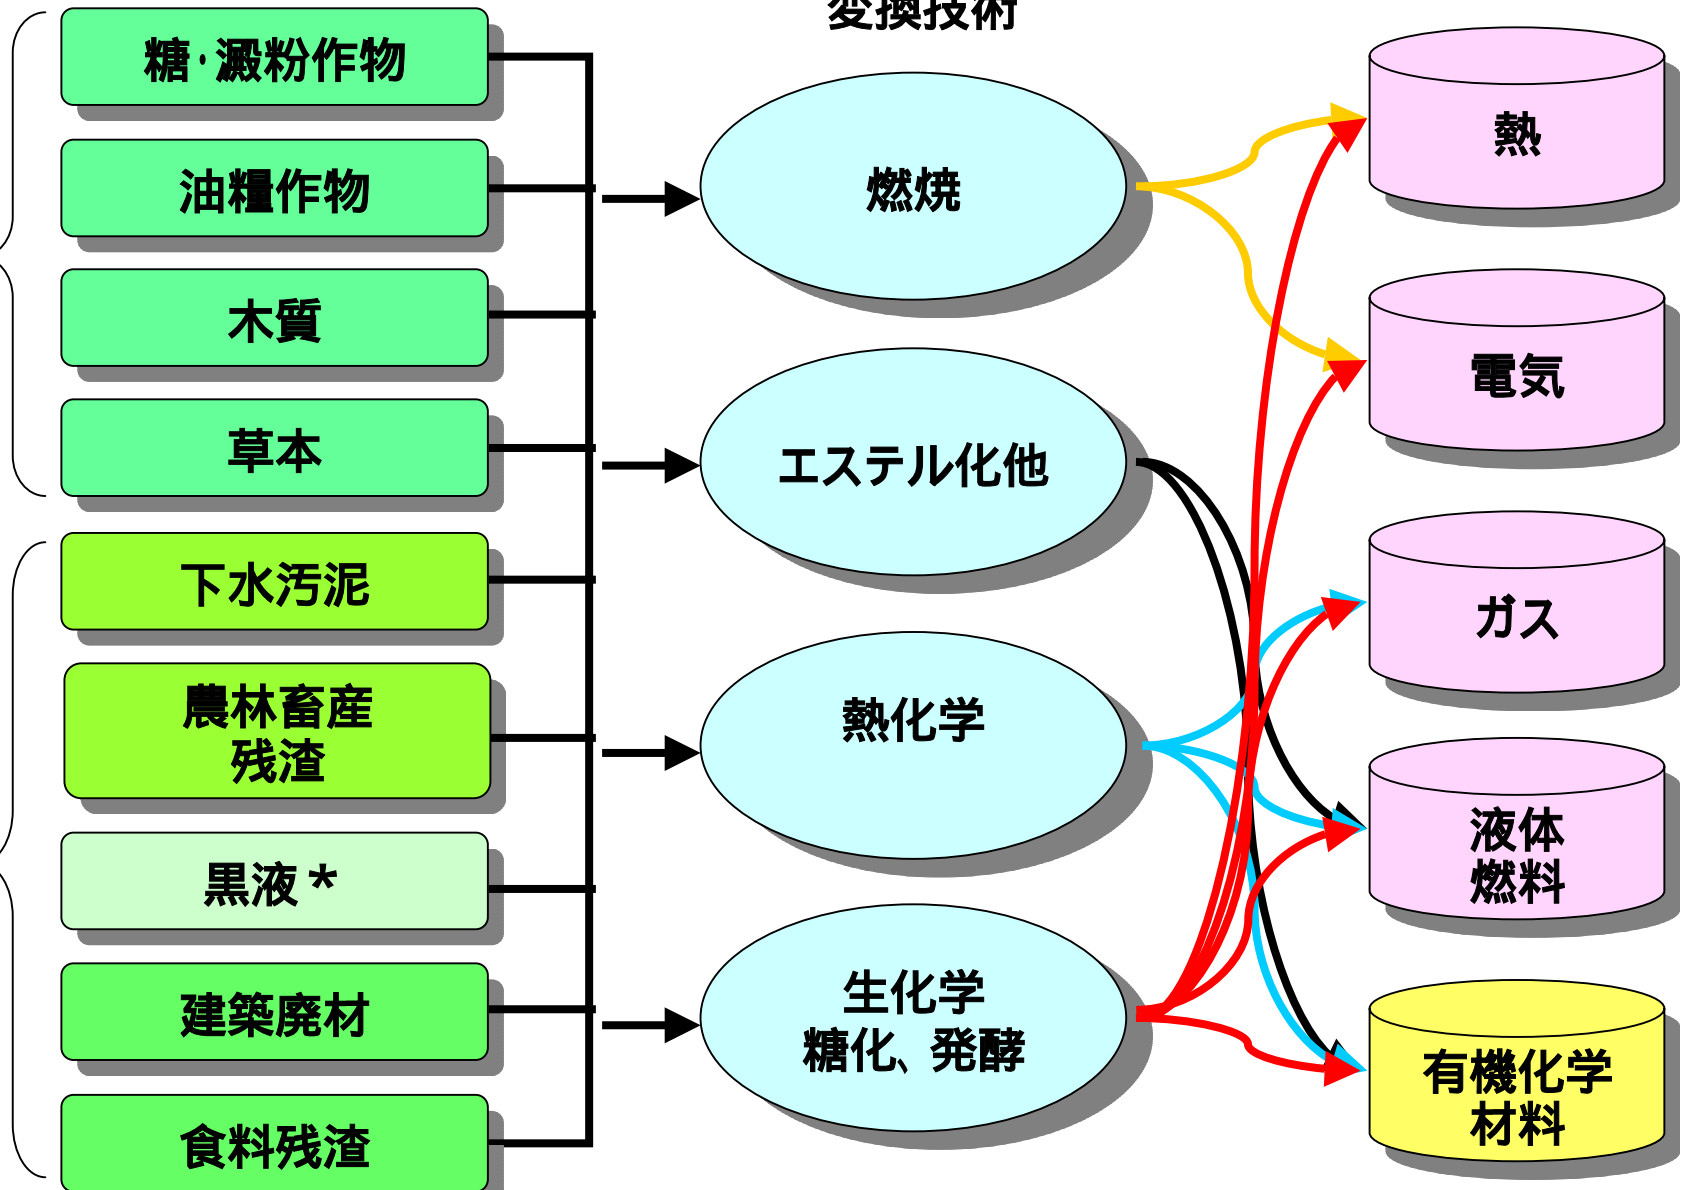 変換技術
糖・澱粉作物
油糧作物
木質
草本
下水汚泥
農林畜産
残渣
黒液*
建築廃材
食料残渣
燃焼
エステル化他
熱化学
生化学
糖化、発酵
熱
電気
ガス
液体
燃料
有機化学
材料